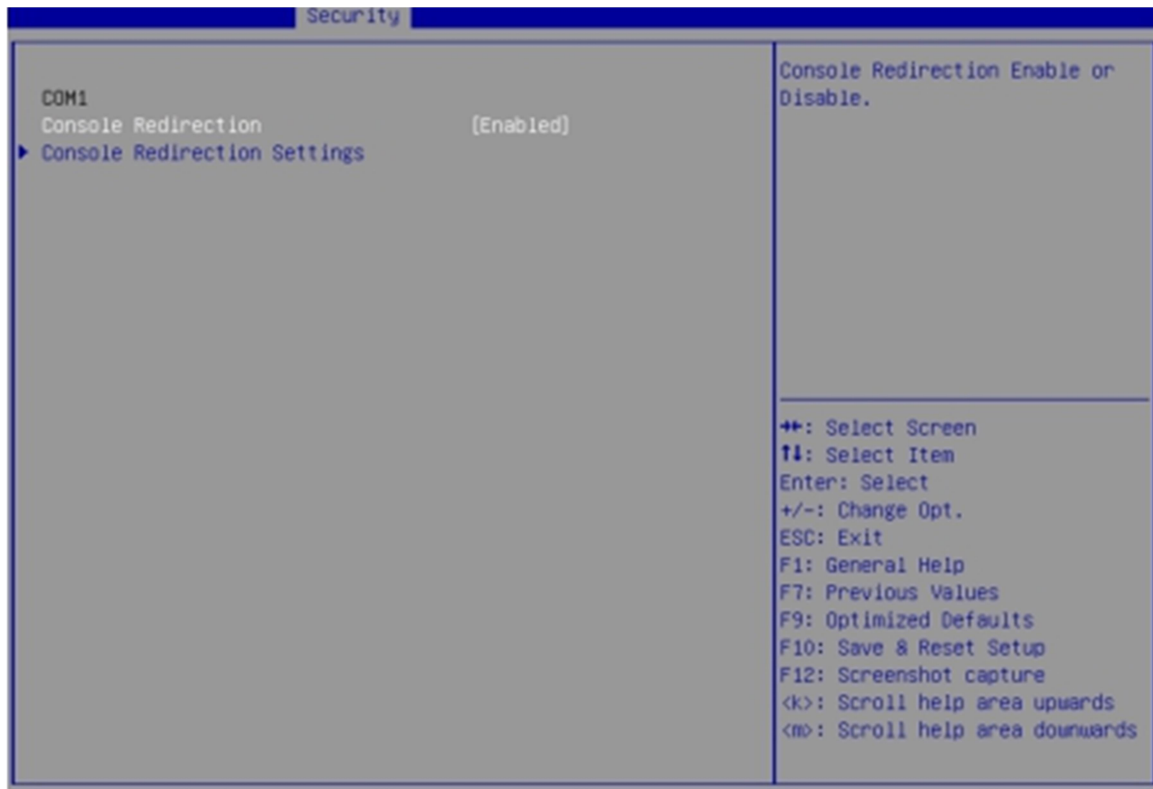 Security
COM1
Console Redirection [Enabled]
Console Redirection Settings
Console Redirection Enable or
Disable.
→←: Select Screen
↑↓: Select Item
Enter: Select
+/-: Change Opt.
ESC: Exit
F1: General Help
F7: Previous Values
F9: Optimized Defaults
F10: Save & Reset Setup
F12: Screenshot capture
<k>: Scroll help area upwards
<m>: Scroll help area downwards